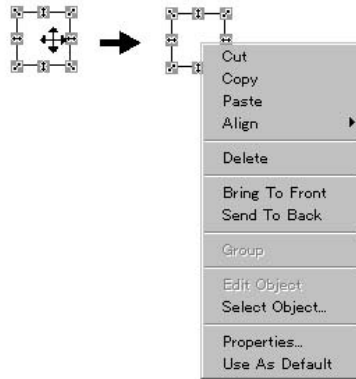 Cut
Copy
Paste
Align
Delete
Bring To Front
Send To Back
Group
Edit Object
Select Object...
Properties...
Use As Default